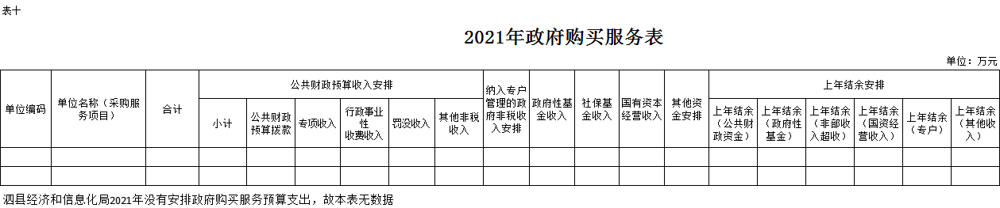 表十
2021年政府购买服务表
单位：万元
单位编码
单位名称（采购服
务项目）
合计
公共财政预算收入安排
小计
公共财政
预算拨款
专项收入
行政事业
性
收费收入
罚没收入
其他非税
收入
纳入专户
管理的政
府非税收
入安排
政府性基
金收入
社保基
金收入
国有资本
经营收入
其他资
金安排
上年结余安排
上年结余
（公共财
政资金）
上年结余
（政府性
基金）
上年结余
（非部收
入超收）
上年结余
（国资经
营收入）
上年结余
（专户）
上年结余
（其他收
入）
泗县经济和信息化局2021年没有安排政府购买服务预算支出，故本表无数据